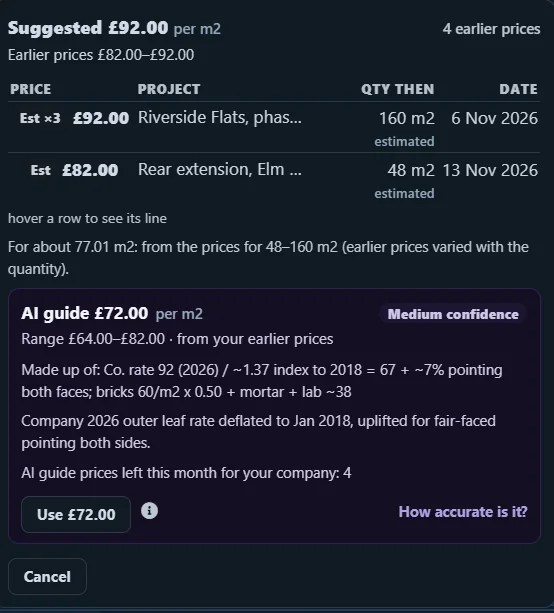 Suggested £92.00 per m2 4 earlier prices
Earlier prices £82.00–£92.00
PRICE PROJECT QTY THEN DATE
Est ×3 £92.00 Riverside Flats, phas... 160 m2 6 Nov 2026
estimated
Est £82.00 Rear extension, Elm ... 48 m2 13 Nov 2026
estimated
hover a row to see its line
For about 77.01 m2: from the prices for 48–160 m2 (earlier prices varied with the
quantity).
AI guide £72.00 per m2 Medium confidence
Range £64.00–£82.00 · from your earlier prices
Made up of: Co. rate 92 (2026) / ~1.37 index to 2018 = 67 + ~7% pointing
both faces; bricks 60/m2 x 0.50 + mortar + lab ~38
Company 2026 outer leaf rate deflated to Jan 2018, uplifted for fair-faced
pointing both sides.
AI guide prices left this month for your company: 4
Use £72.00 i How accurate is it?
Cancel